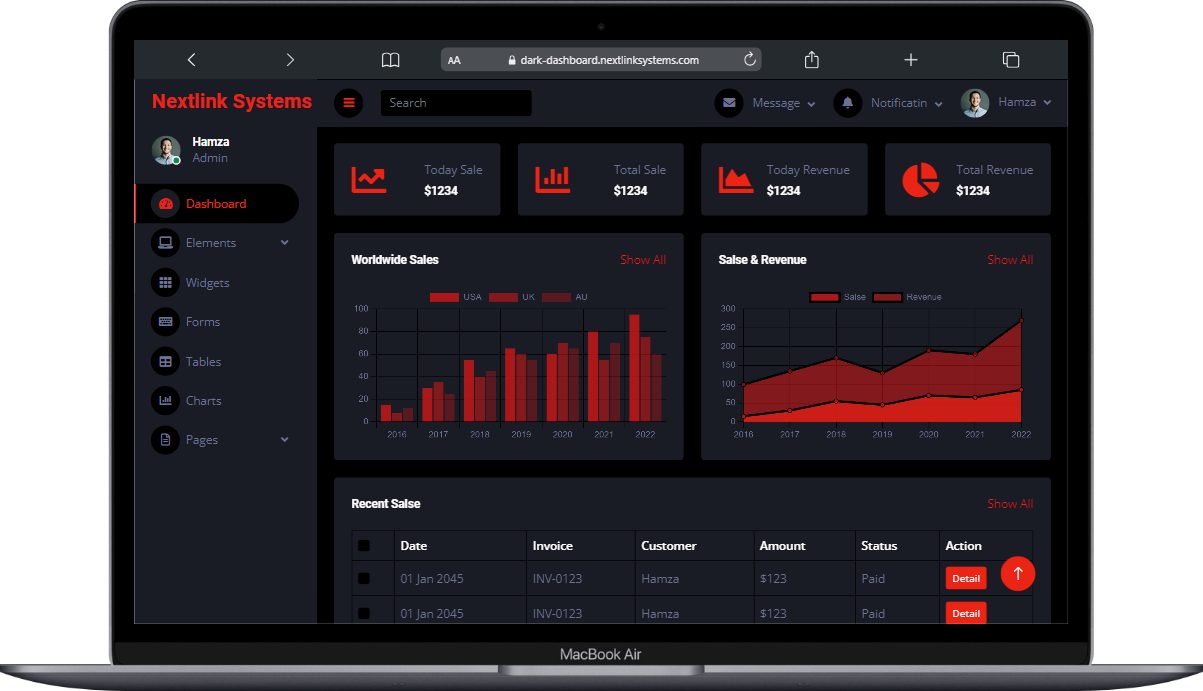 AA dark-dashboard.nextlinksystems.com
Nextlink Systems
Search
Message
Notificatin
Hamza
Hamza
Admin
Dashboard
Elements
Widgets
Forms
Tables
Charts
Pages
Today Sale
$1234
Total Sale
$1234
Today Revenue
$1234
Total Revenue
$1234
Worldwide Sales Show All
USA UK AU
100
80
60
40
20
0
2016 2017 2018 2019 2020 2021 2022
Salse & Revenue Show All
Salse Revenue
300
250
200
150
100
50
0
2016 2017 2018 2019 2020 2021 2022
Recent Salse Show All
Date Invoice Customer Amount Status Action
01 Jan 2045 INV-0123 Hamza $123 Paid Detail
01 Jan 2045 INV-0123 Hamza $123 Paid Detail
MacBook Air